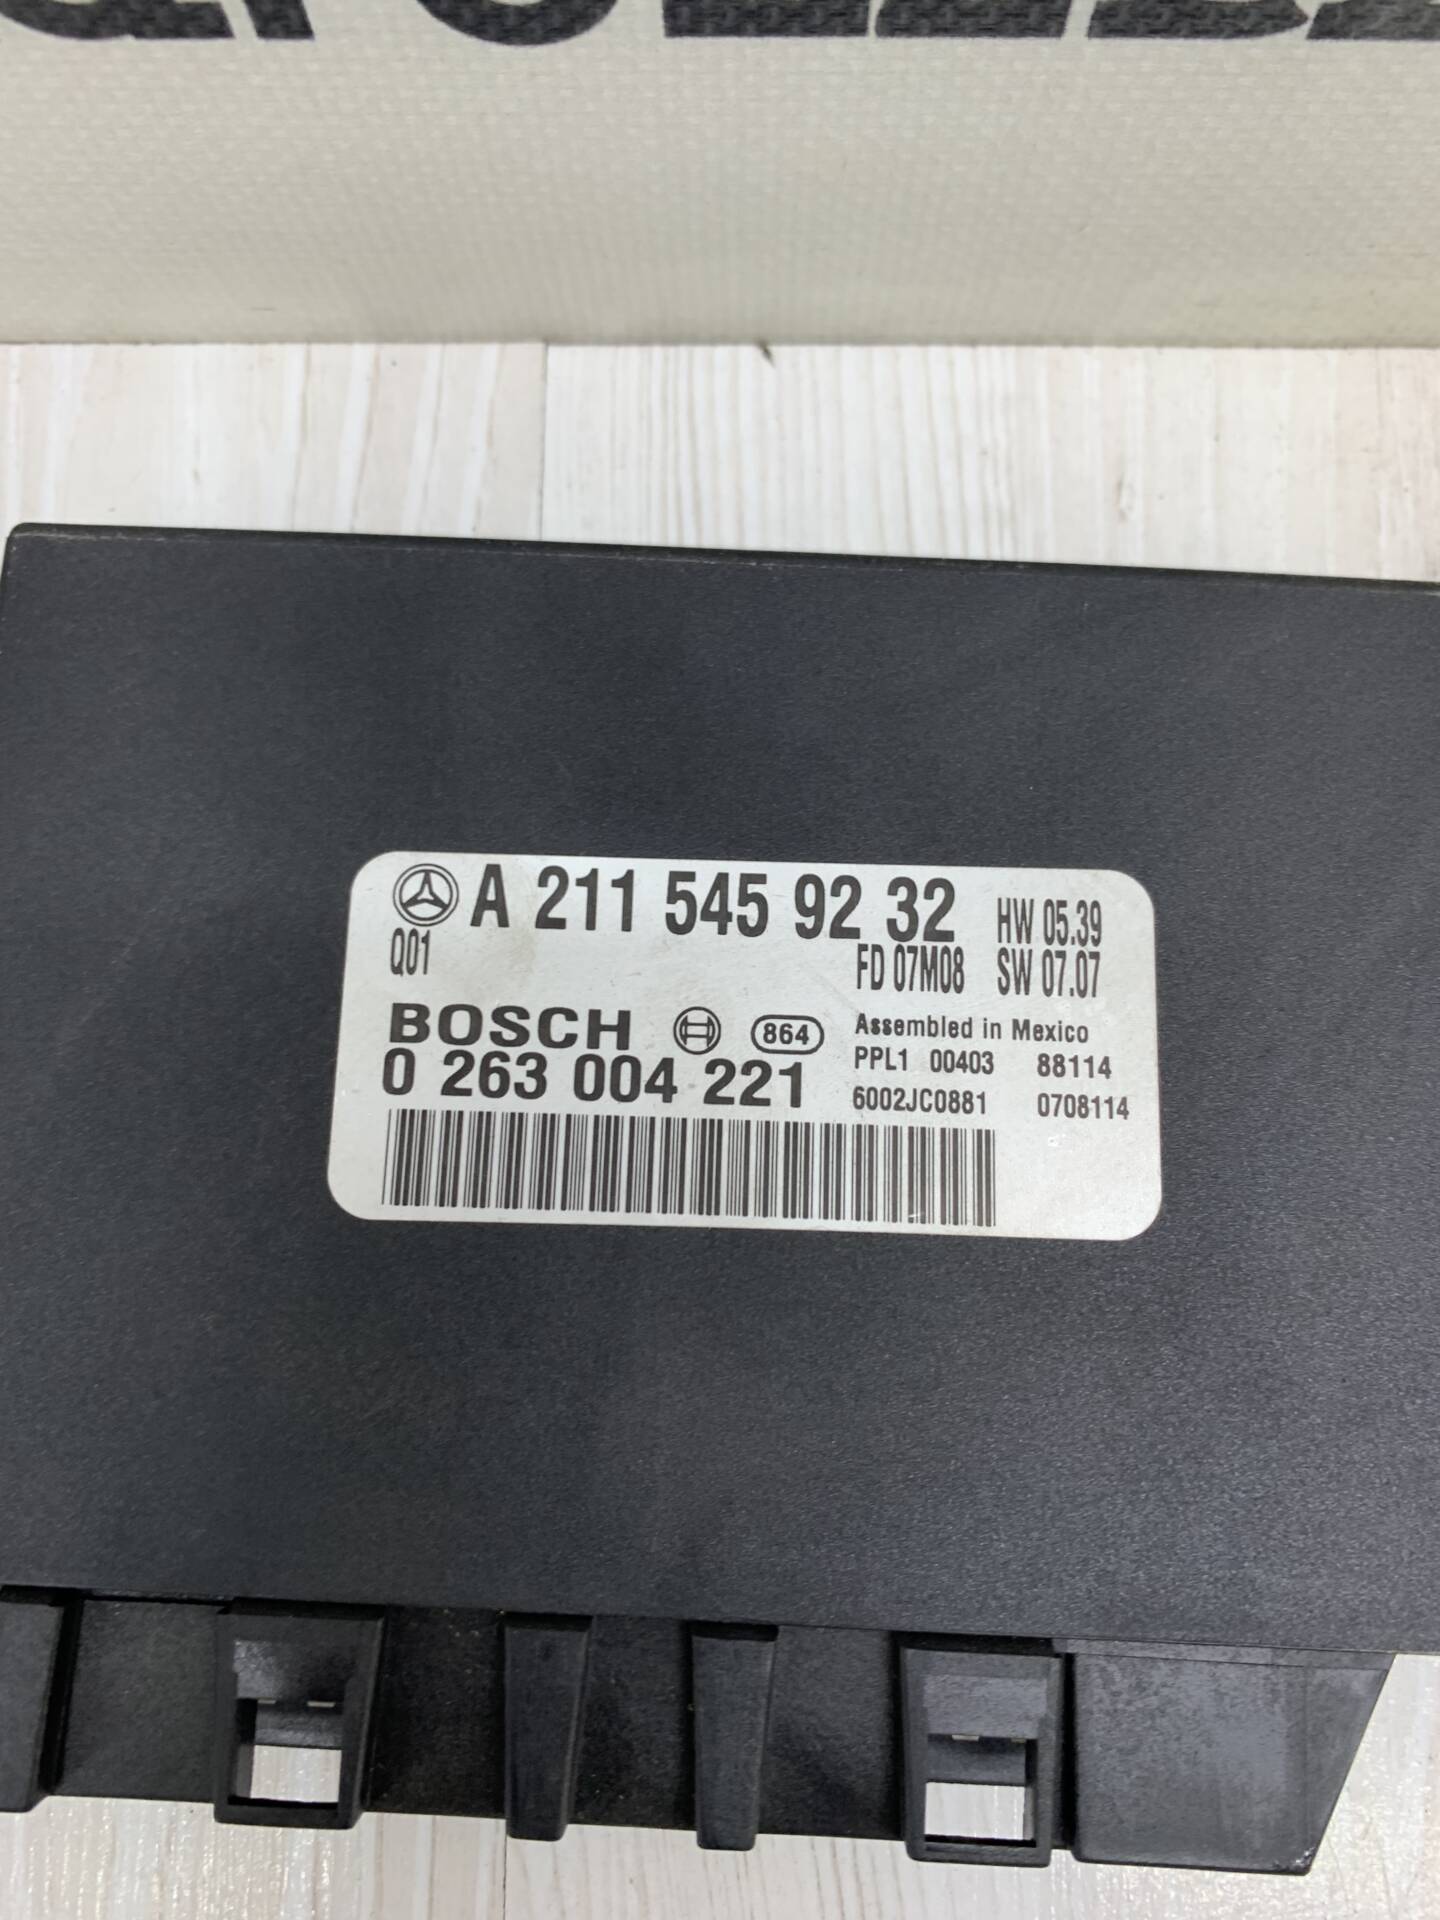 A 211 545 92 32 HW 05.39
Q01 FD 07M08 SW 07.07
BOSCH 864 Assembled in Mexico
0 263 004 221 PPL1 00403 88114
6002JC0881 0708114